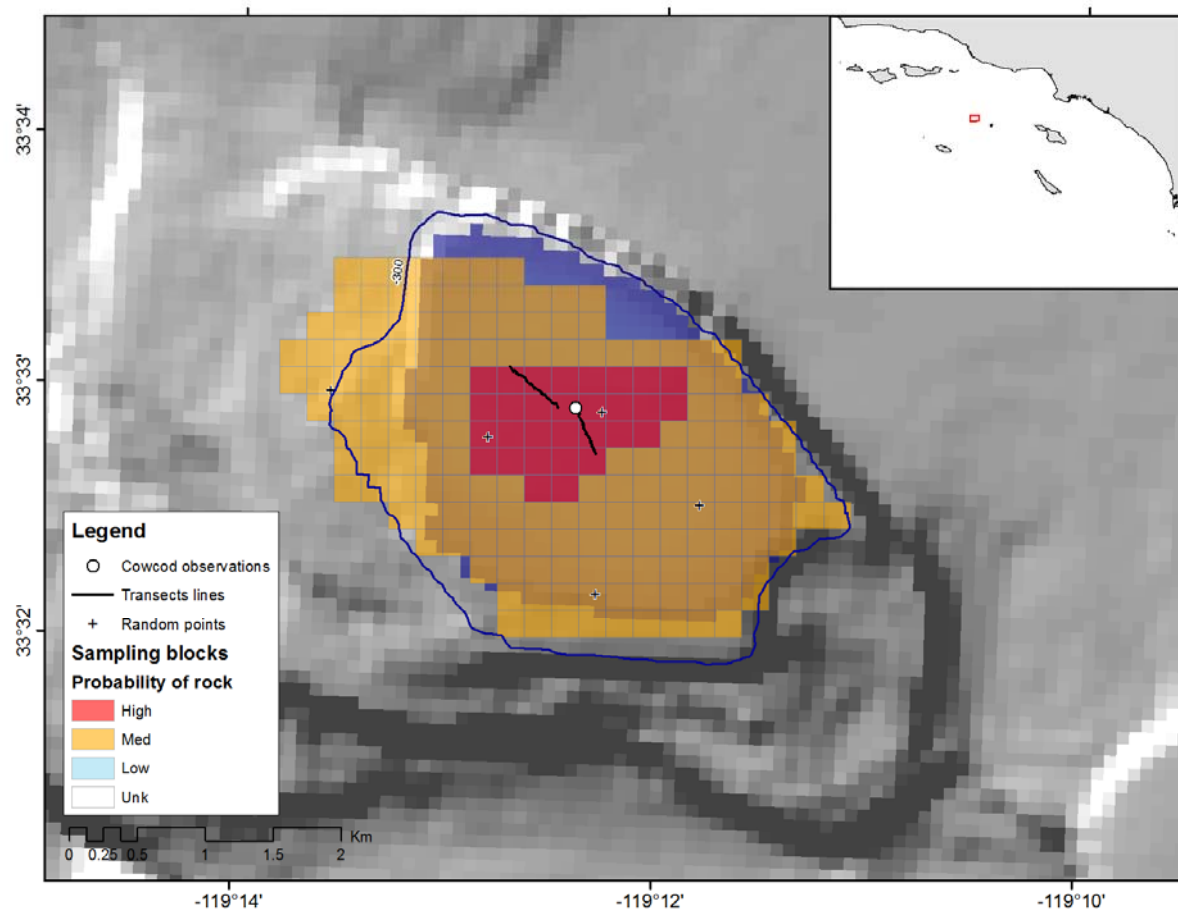 33°34'
33°33'
33°32'
-300
Legend
Cowcod observations
Transects lines
Random points
Sampling blocks
Probability of rock
High
Med
Low
Unk
Km
0 0.25 0.5 1 1.5 2
-119°14' -119°12' -119°10'